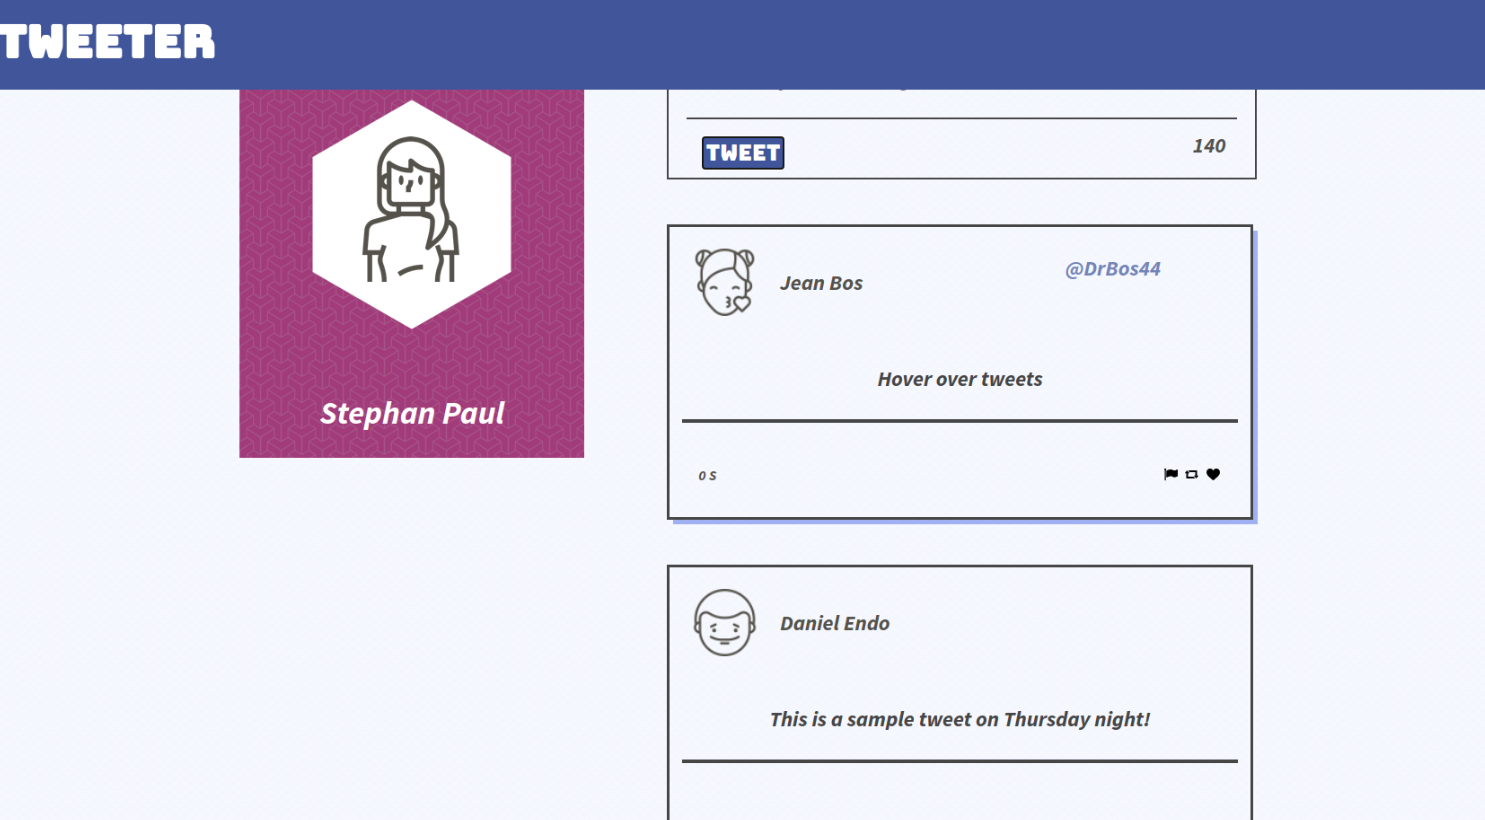 TWEETER
Stephan Paul
TWEET
140
Jean Bos
@DrBos44
Hover over tweets
0 S
Daniel Endo
This is a sample tweet on Thursday night!